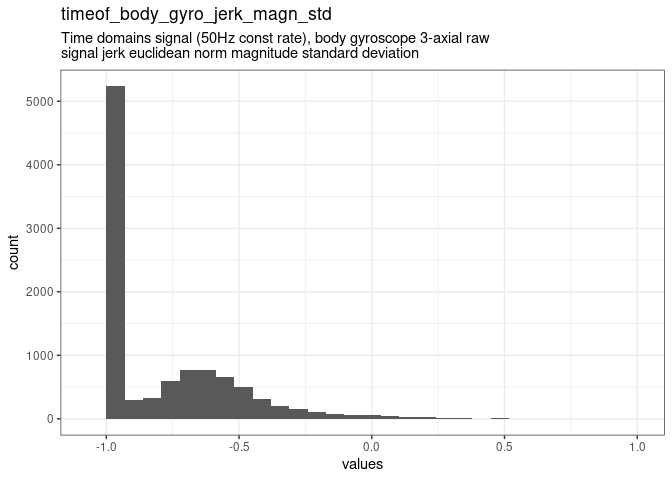 timeof_body_gyro_jerk_magn_std
Time domains signal (50Hz const rate), body gyroscope 3-axial raw
signal jerk euclidean norm magnitude standard deviation
5000
4000
3000
2000
1000
0
count
-1.0
-0.5
0.0
0.5
1.0
values